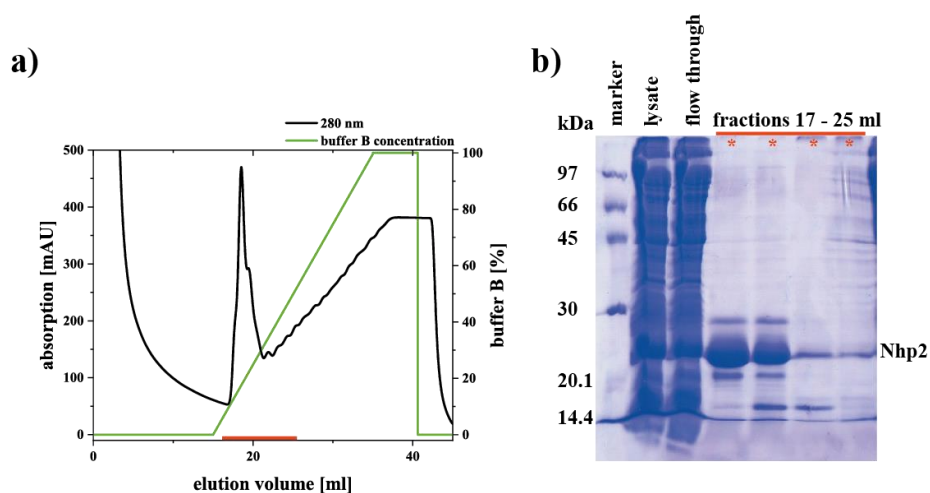 a)
280 nm
buffer B concentration
500
400
300
200
100
0
absorption [mAU]
100
80
60
40
20
0
buffer B [%]
0
20
40
elution volume [ml]
b)
marker
lysate
flow through
fractions 17 - 25 ml
kDa
* * * *
97
66
45
30
20.1
14.4
Nhp2